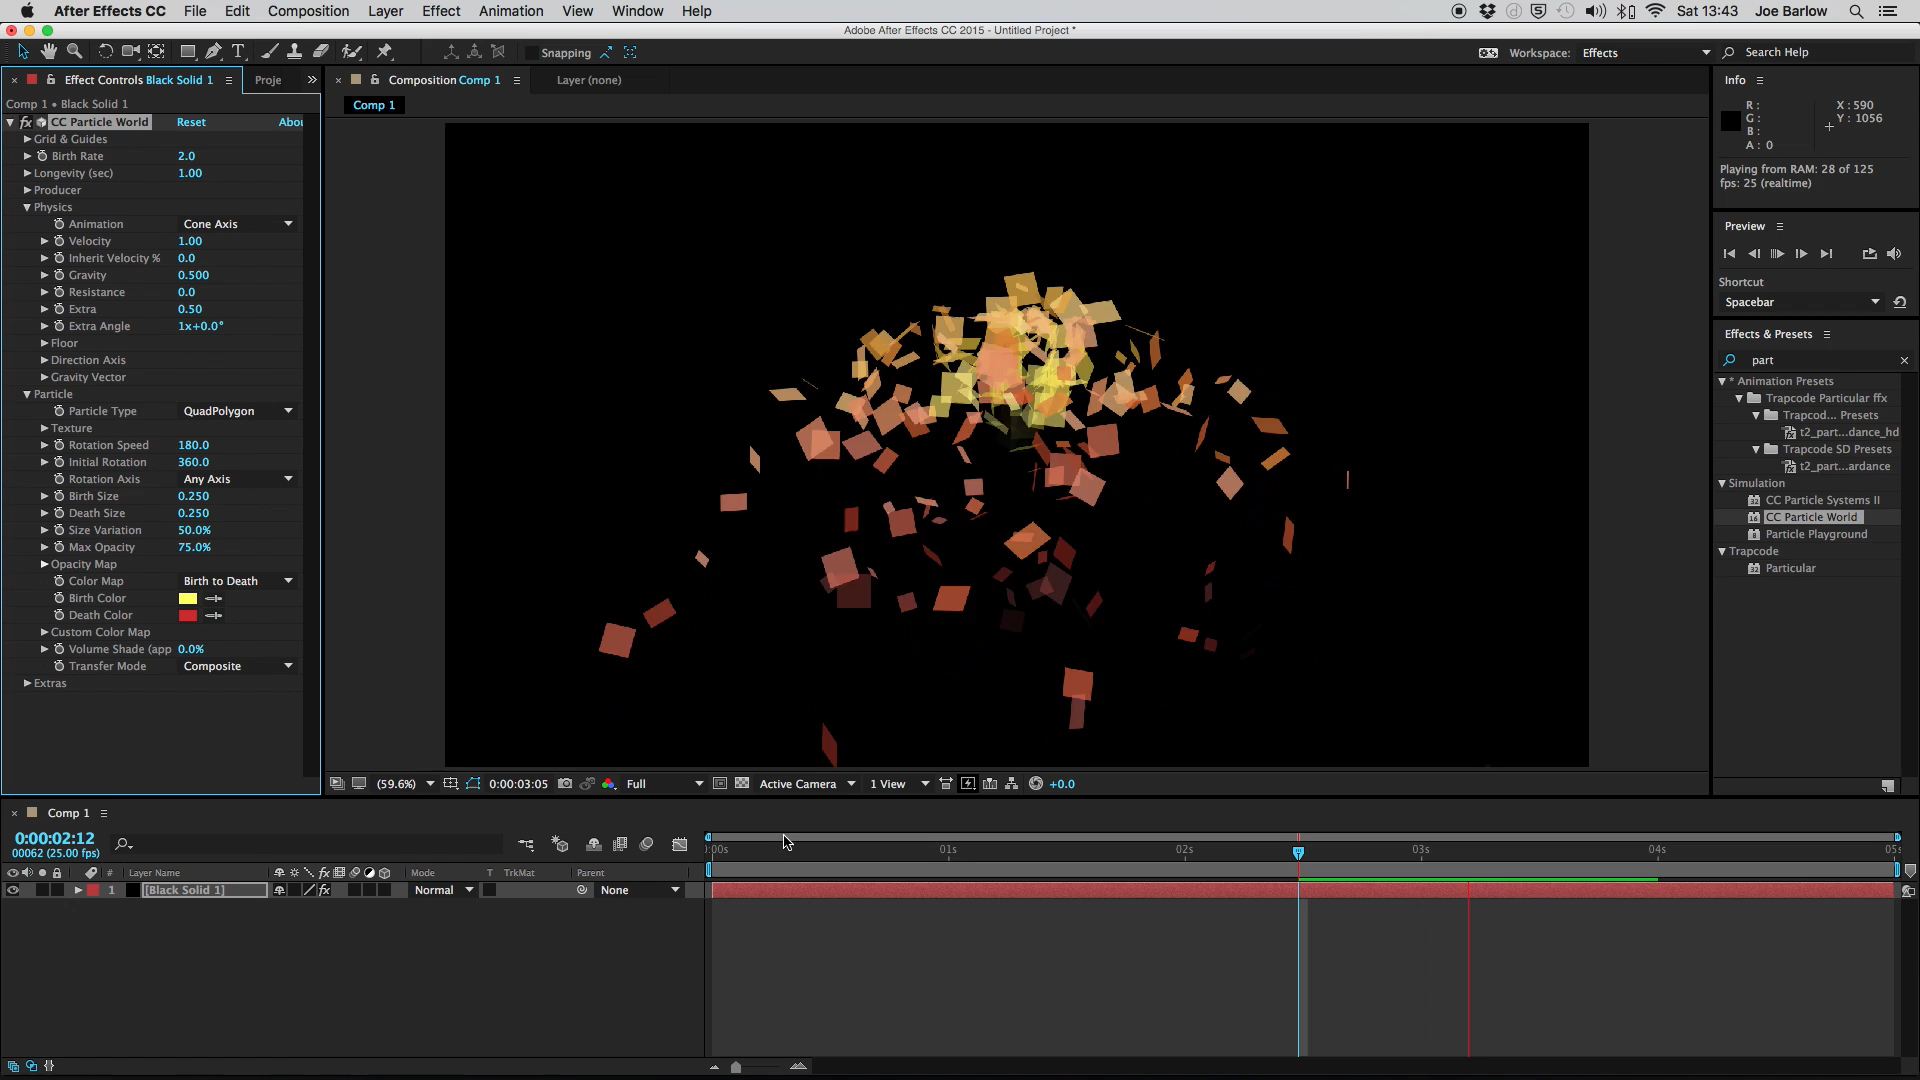 After Effects CC File Edit Composition Layer Effect Animation View Window Help Sat 13:43 Joe Barlow
Adobe After Effects CC 2015 - Untitled Project *
Snapping Workspace: Effects Search Help
Effect Controls Black Solid 1 Proje Composition Comp 1 Layer (none) Info
Comp 1 • Black Solid 1
Comp 1
R: X: 590
G: Y: 1056
B:
A: 0
Playing from RAM: 28 of 125
fps: 25 (realtime)
fx CC Particle World Reset Abou
Grid & Guides
Birth Rate 2.0
Longevity (sec) 1.00
Producer
Physics
Animation Cone Axis
Velocity 1.00
Inherit Velocity % 0.0
Gravity 0.500
Resistance 0.0
Extra 0.50
Extra Angle 1x+0.0°
Floor
Direction Axis
Gravity Vector
Particle
Particle Type QuadPolygon
Texture
Rotation Speed 180.0
Initial Rotation 360.0
Rotation Axis Any Axis
Birth Size 0.250
Death Size 0.250
Size Variation 50.0%
Max Opacity 75.0%
Opacity Map
Color Map Birth to Death
Birth Color
Death Color
Custom Color Map
Volume Shade (app 0.0%
Transfer Mode Composite
Extras
Preview
Shortcut
Spacebar
Effects & Presets
part
* Animation Presets
Trapcode Particular ffx
Trapcod... Presets
t2_part...dance_hd
Trapcode SD Presets
t2_part...ardance
Simulation
CC Particle Systems II
CC Particle World
Particle Playground
Trapcode
Particular
(59.6%) 0:00:03:05 Full Active Camera 1 View +0.0
Comp 1
0:00:02:12
00062 (25.00 fps)
:00s 01s 02s 03s 04s 05s
# Layer Name fx Mode T TrkMat Parent
1 [Black Solid 1] fx Normal None